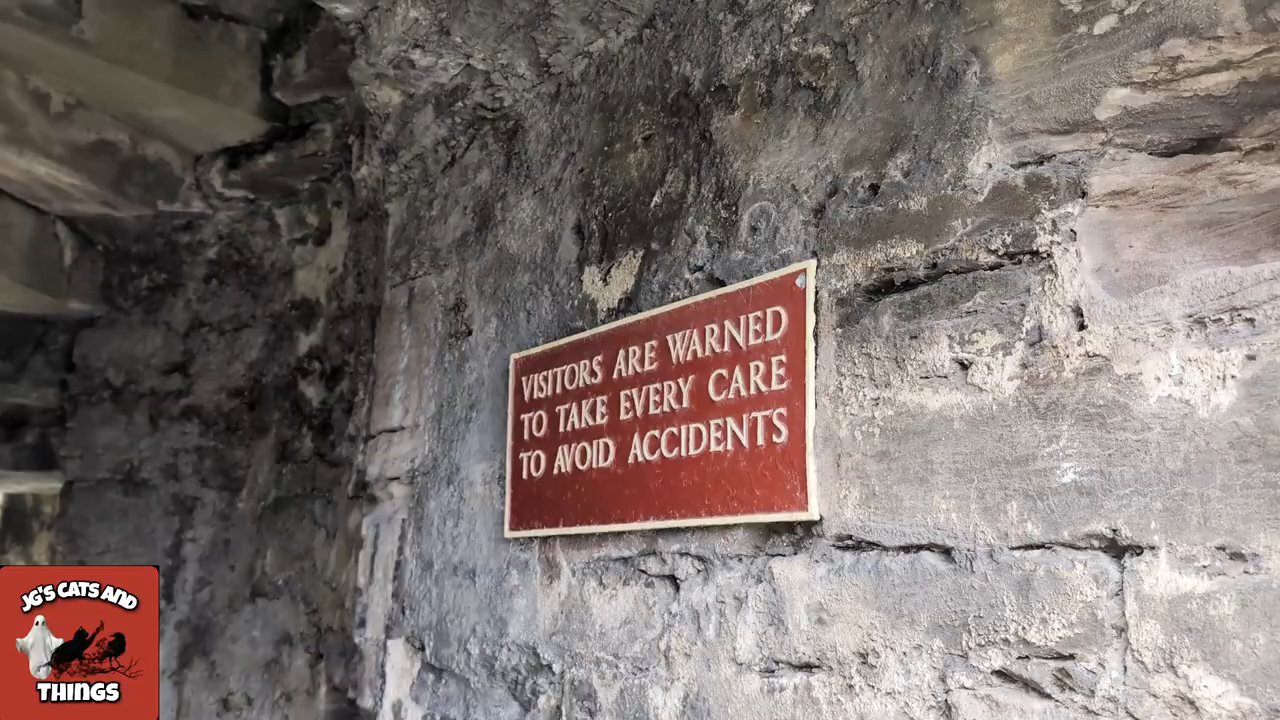 VISITORS ARE WARNED
TO TAKE EVERY CARE
TO AVOID ACCIDENTS
JG'S CATS AND
THINGS